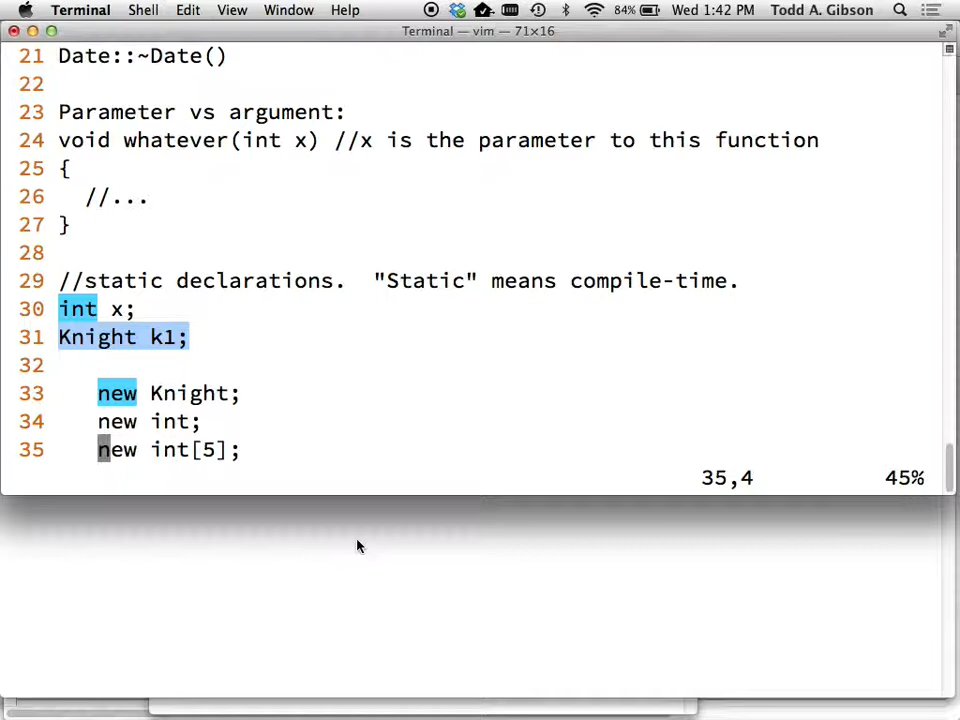 Terminal Shell Edit View Window Help 84% Wed 1:42 PM Todd A. Gibson
Terminal — vim — 71×16
21 Date::~Date()
22
23 Parameter vs argument:
24 void whatever(int x) //x is the parameter to this function
25 {
26 //...
27 }
28
29 //static declarations. "Static" means compile-time.
30 int x;
31 Knight k1;
32
33 new Knight;
34 new int;
35 new int[5];
35,4 45%